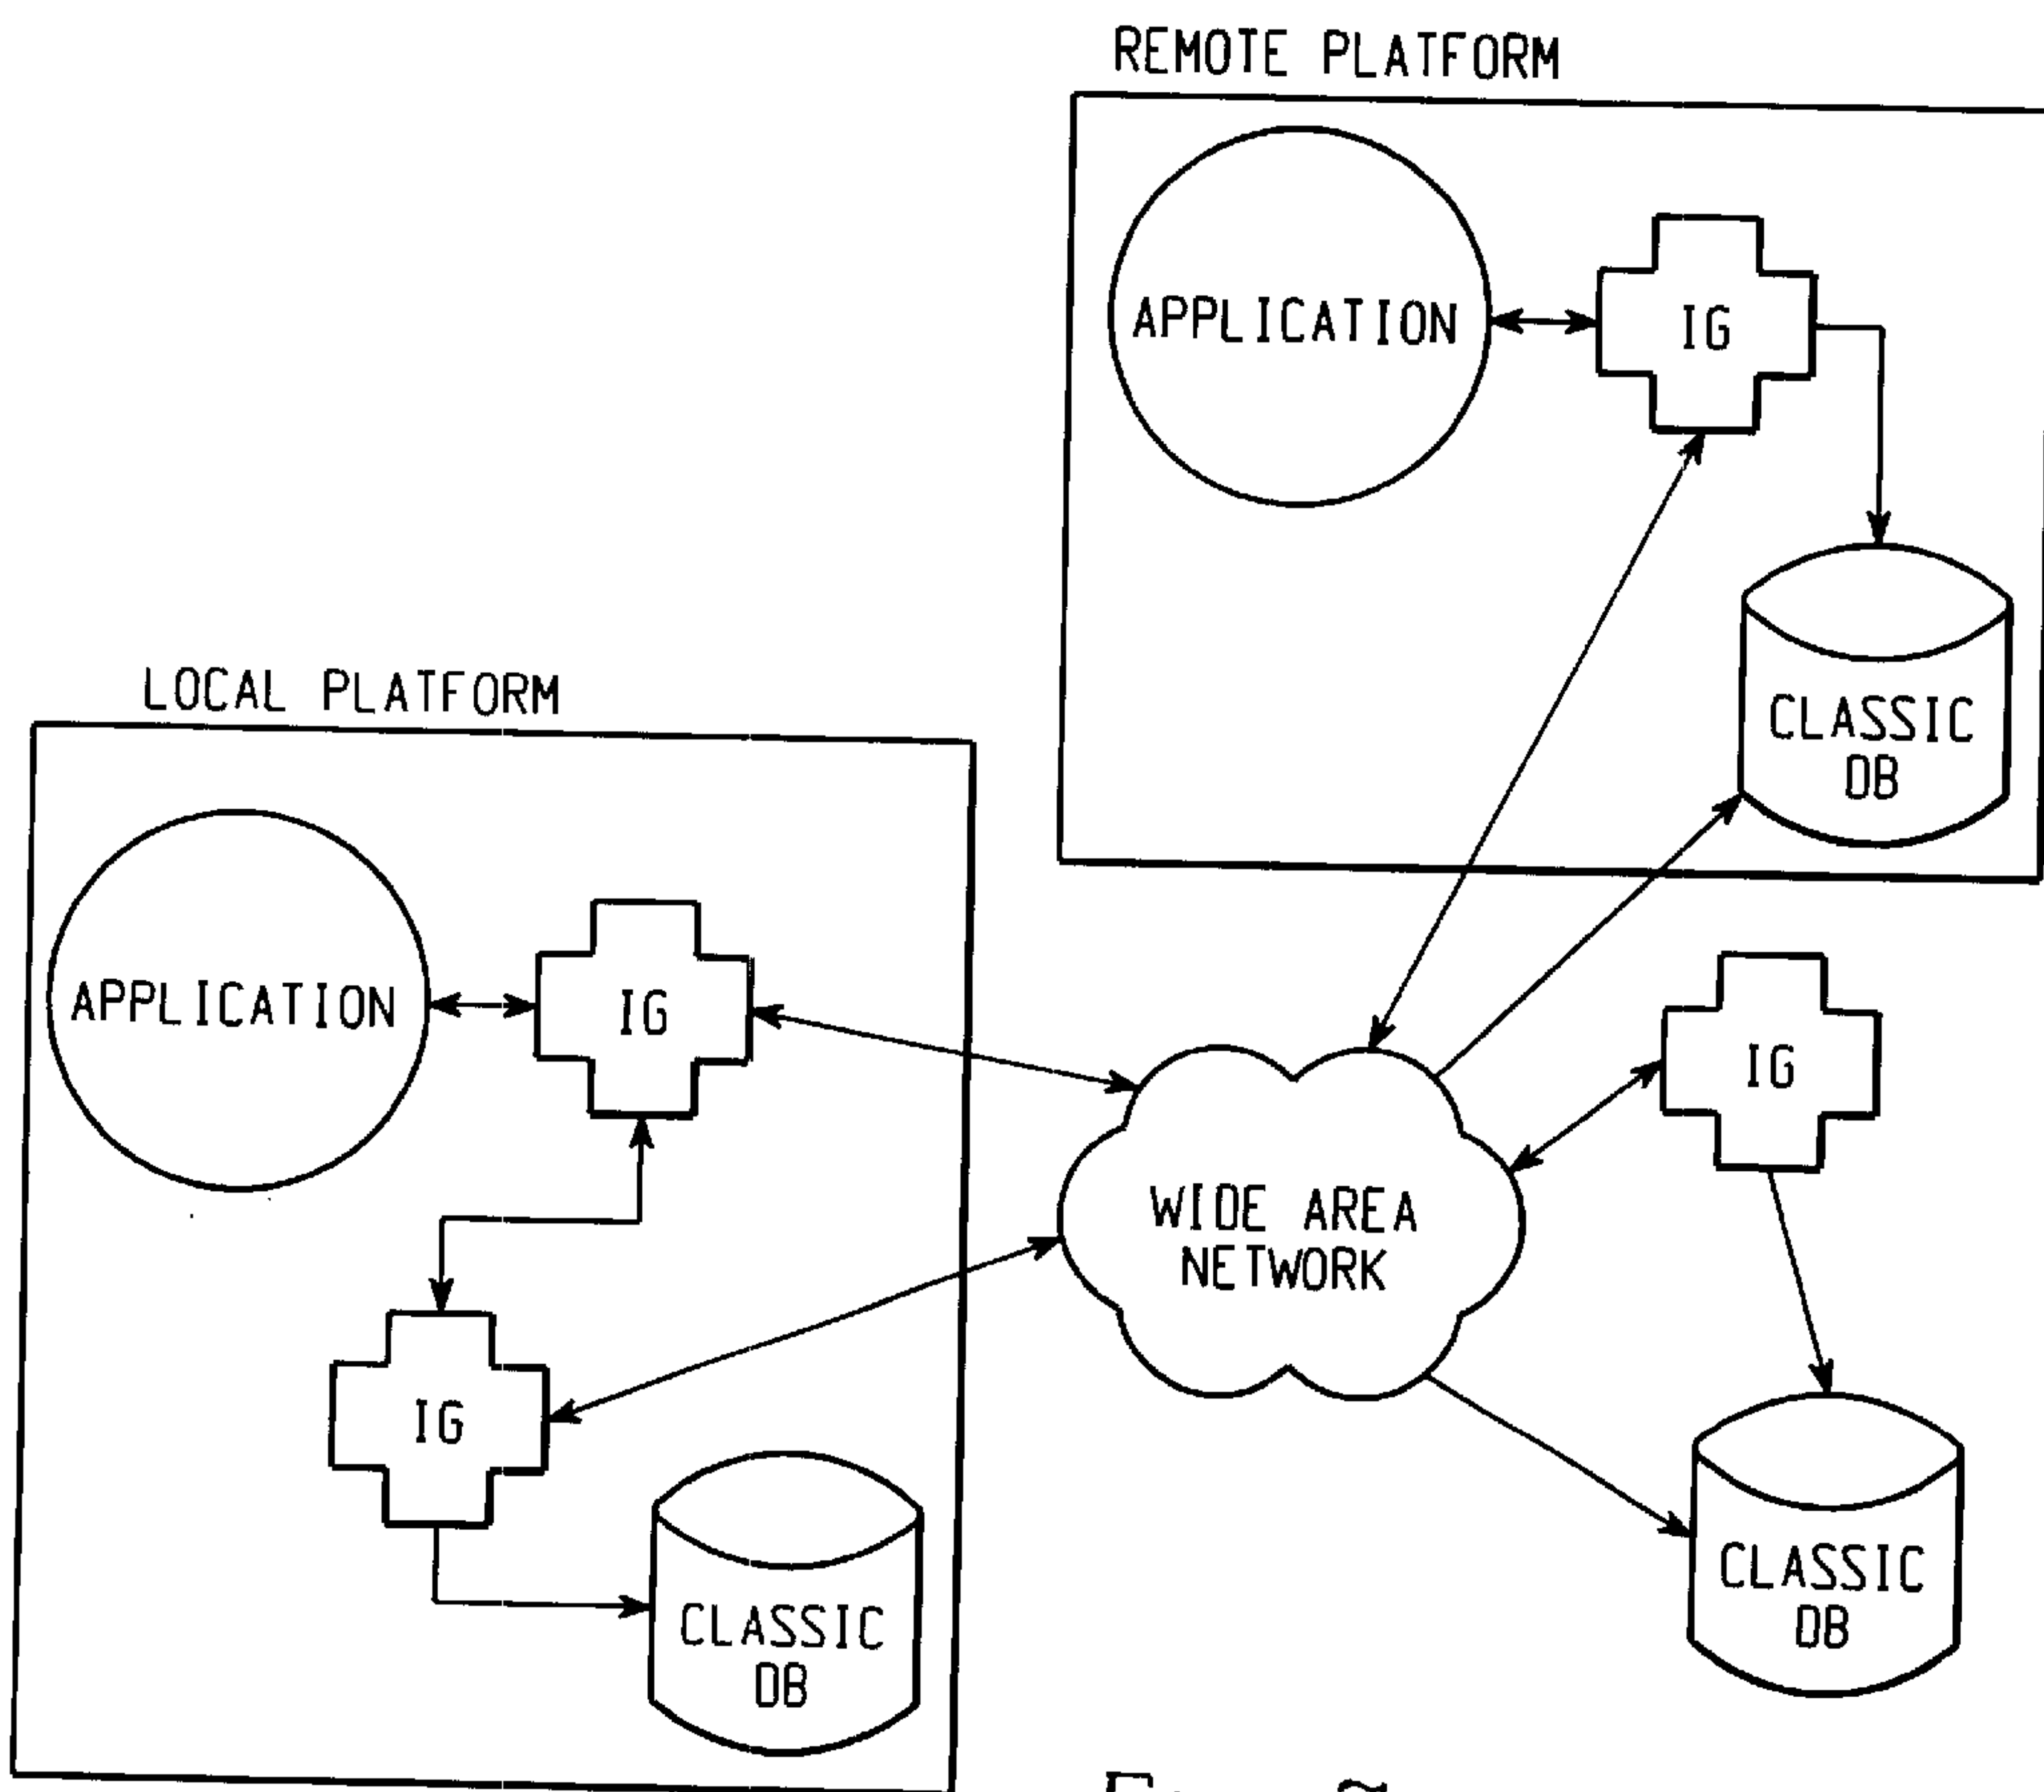 REMOTE PLATFORM
APPLICATION
IG
CLASSIC
DB
LOCAL PLATFORM
APPLICATION
IG
IG
CLASSIC
DB
WIDE AREA
NETWORK
IG
CLASSIC
DB